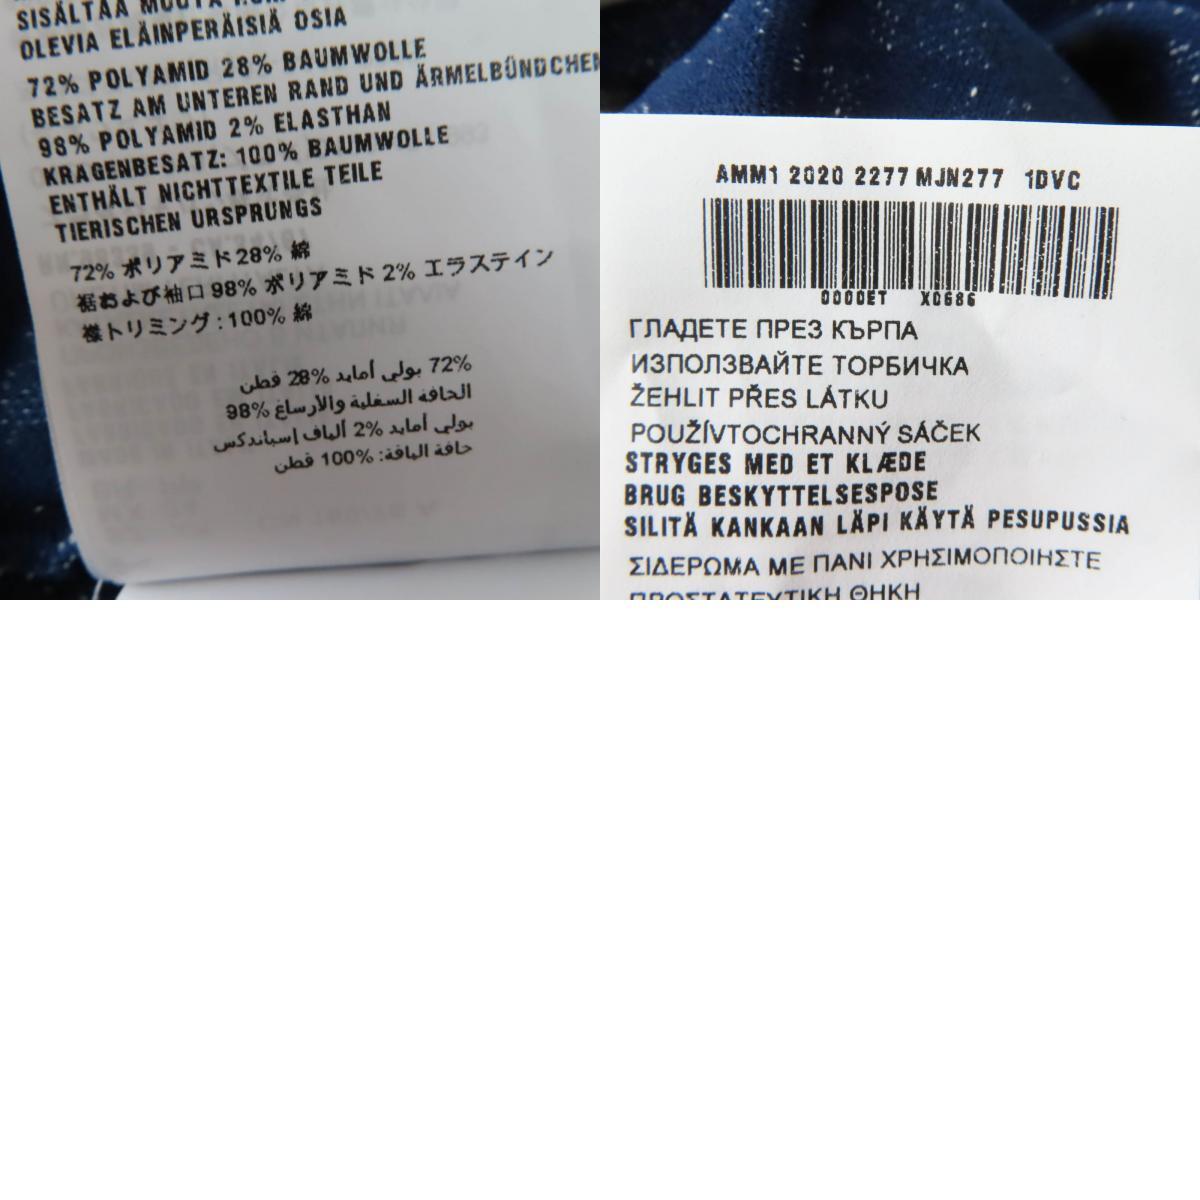 SISÄLTÄÄ MUUTA
OLEVIA ELÄINPERÄISIÄ OSIA
72% POLYAMID 28% BAUMWOLLE
BESATZ AM UNTEREN RAND UND ÄRMELBÜNDCHEN
98% POLYAMID 2% ELASTHAN
KRAGENBESATZ: 100% BAUMWOLLE
ENTHÄLT NICHTTEXTILE TEILE
TIERISCHEN URSPRUNGS
72% ポリアミド 28% 綿
裾および袖口 98% ポリアミド 2% エラステイン
襟トリミング : 100% 綿
72% بولي أمايد 28% قطن
الحافة السفلية والأرساغ 98%
بولي أمايد 2% ألياف إسباندكس
حافة الياقة: 100% قطن
AMM1 2020 2277 MJN277 1DVC
0000ET X0686
ГЛАДЕТЕ ПРЕЗ КЪРПА
ИЗПОЛЗВАЙТЕ ТОРБИЧКА
ŽEHLIT PŘES LÁTKU
POUŽÍVTOCHRANNÝ SÁČEK
STRYGES MED ET KLÆDE
BRUG BESKYTTELSESPOSE
SILITÄ KANKAAN LÄPI KÄYTÄ PESUPUSSIA
ΣΙΔΕΡΩΜΑ ΜΕ ΠΑΝΙ ΧΡΗΣΙΜΟΠΟΙΗΣΤΕ
ΠΡΟΣΤΑΤΕΥΤΙΚΗ ΘΗΚΗ